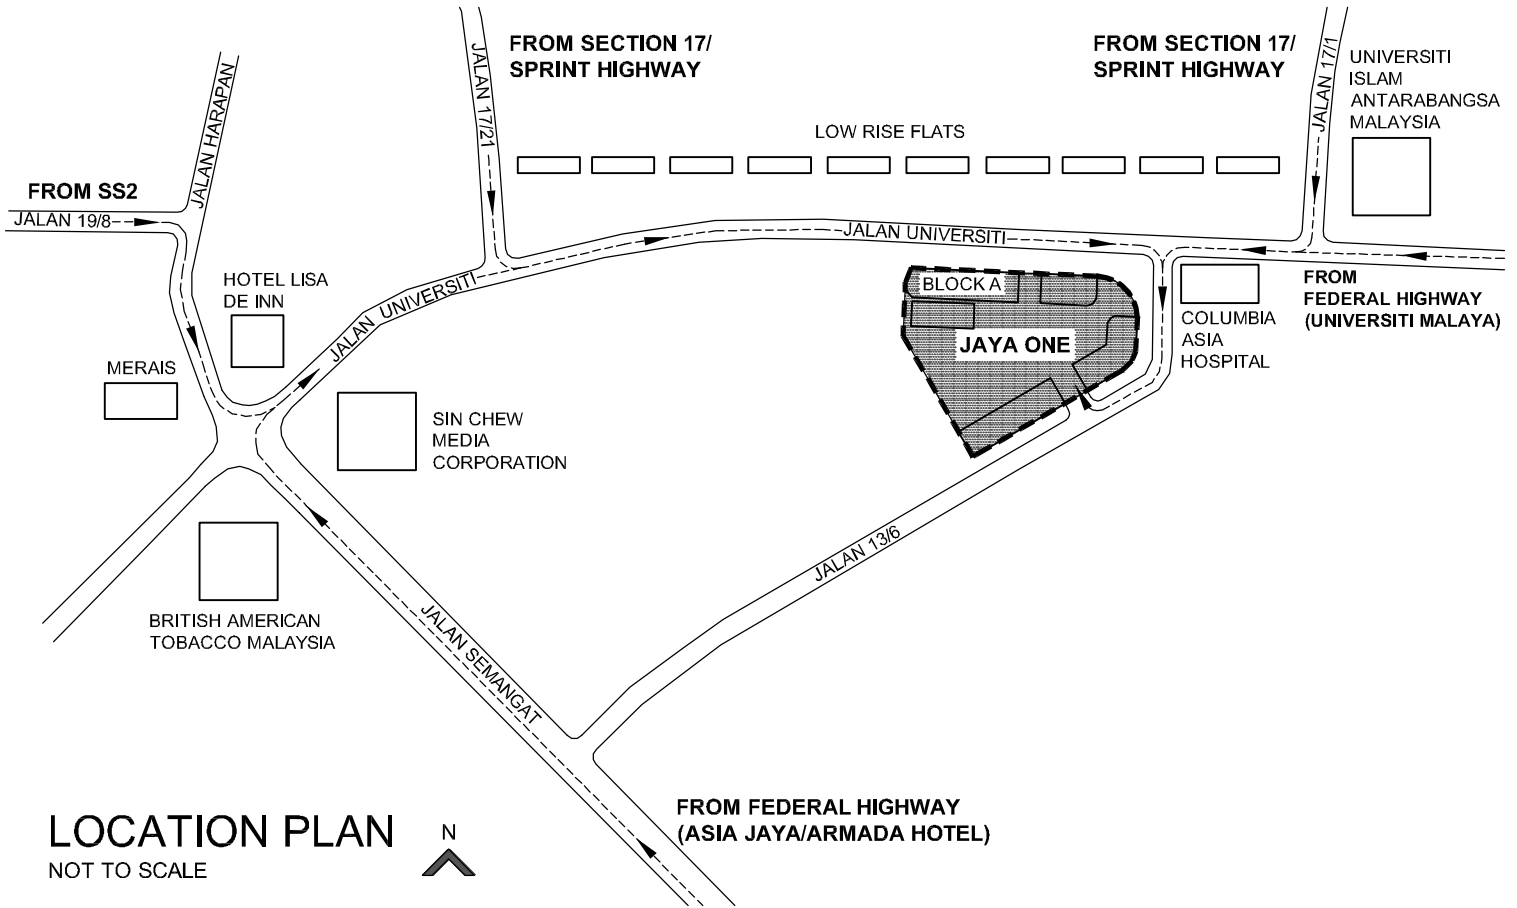 FROM SECTION 17/
SPRINT HIGHWAY
FROM SECTION 17/
SPRINT HIGHWAY
UNIVERSITI
ISLAM
ANTARABANGSA
MALAYSIA
JALAN HARAPAN
JALAN 17/21
JALAN 17/1
LOW RISE FLATS
FROM SS2
JALAN 19/8
JALAN UNIVERSITI
HOTEL LISA
DE INN
JALAN UNIVERSITI
BLOCK A
JAYA ONE
FROM
FEDERAL HIGHWAY
(UNIVERSITI MALAYA)
COLUMBIA
ASIA
HOSPITAL
MERAIS
SIN CHEW
MEDIA
CORPORATION
JALAN 13/6
BRITISH AMERICAN
TOBACCO MALAYSIA
JALAN SEMANGAT
FROM FEDERAL HIGHWAY
(ASIA JAYA/ARMADA HOTEL)
LOCATION PLAN
NOT TO SCALE
N